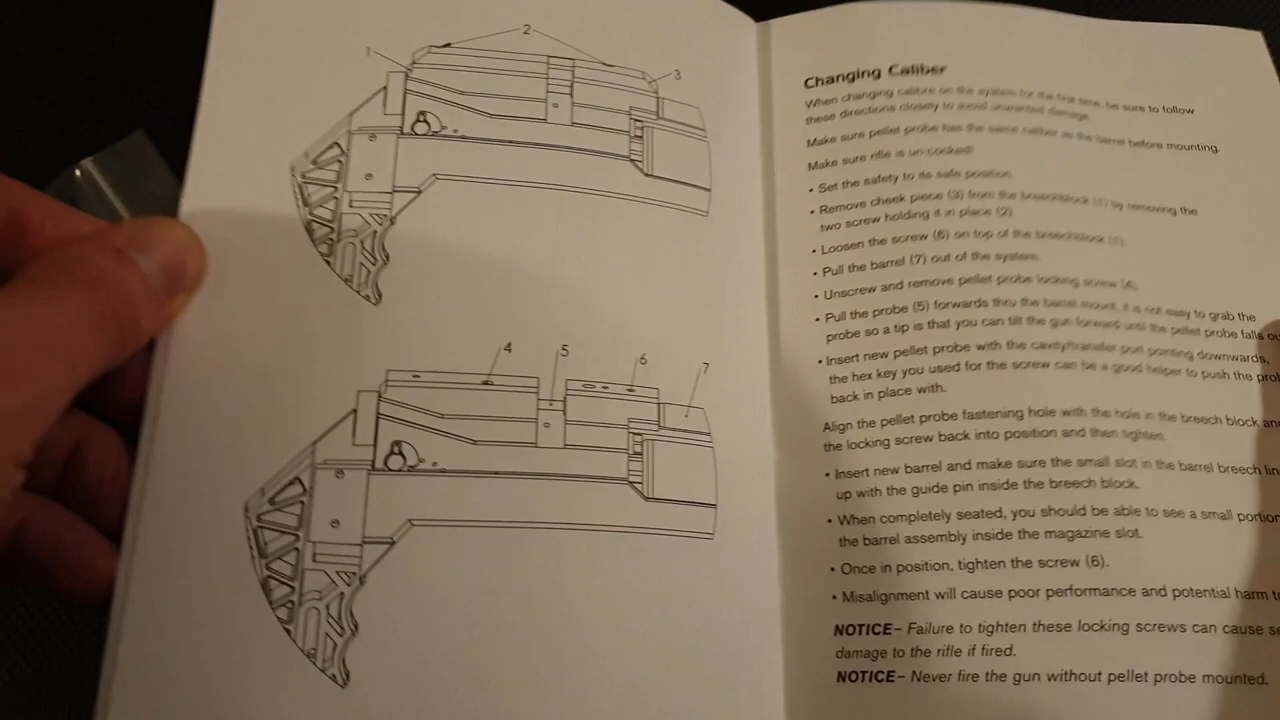 2
1
3
4
5
6
7
Changing Caliber
When changing calibre on the system for the first time, be sure to follow
these directions closely to avoid unwanted damage.
Make sure pellet probe has the same caliber as the barrel before mounting.
Make sure rifle is un-cocked!
• Set the safety to its safe position.
• Remove cheek piece (3) from the breechblock (1) by removing the
two screw holding it in place (2).
• Loosen the screw (6) on top of the breechblock (1).
• Pull the barrel (7) out of the system.
• Unscrew and remove pellet probe locking screw (4).
• Pull the probe (5) forwards thru the barrel mount, it is not easy to grab the
probe so a tip is that you can tilt the gun forward until the pellet probe falls
• Insert new pellet probe with the cavity/transfer port pointing downwards,
the hex key you used for the screw can be a good helper to push the
back in place with.
Align the pellet probe fastening hole with the hole in the breech block
the locking screw back into position and then tighten.
• Insert new barrel and make sure the small slot in the barrel breech
up with the guide pin inside the breech block.
• When completely seated, you should be able to see a small portion
the barrel assembly inside the magazine slot.
• Once in position, tighten the screw (6).
• Misalignment will cause poor performance and potential harm
NOTICE– Failure to tighten these locking screws can cause
damage to the rifle if fired.
NOTICE– Never fire the gun without pellet probe mounted.